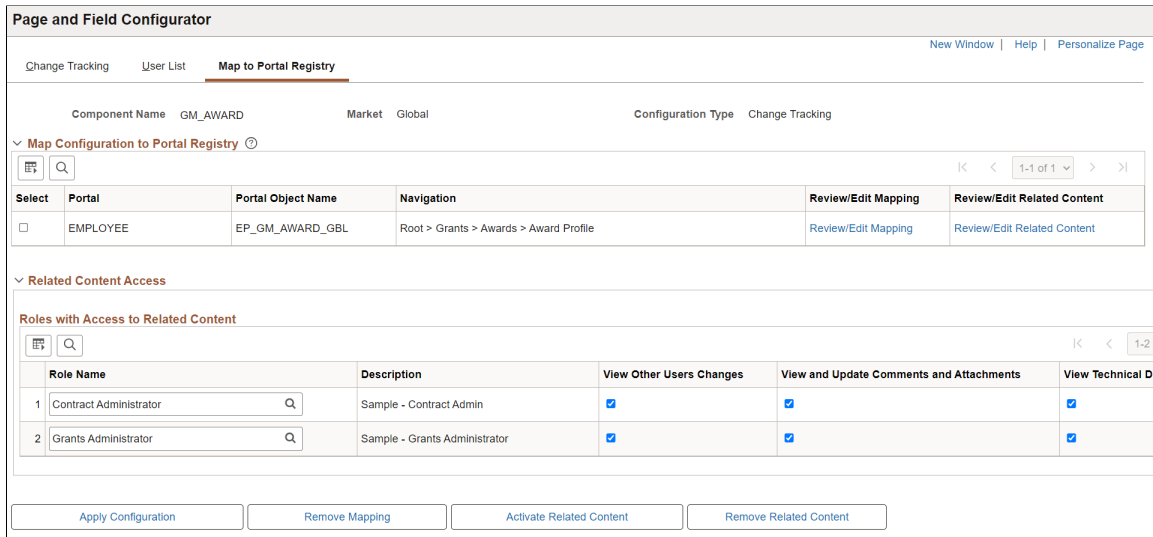 Page and Field Configurator
New Window | Help | Personalize Page
Change Tracking User List Map to Portal Registry
Component Name GM_AWARD Market Global Configuration Type Change Tracking
Map Configuration to Portal Registry
1-1 of 1
Select Portal Portal Object Name Navigation Review/Edit Mapping Review/Edit Related Content
EMPLOYEE EP_GM_AWARD_GBL Root > Grants > Awards > Award Profile Review/Edit Mapping Review/Edit Related Content
Related Content Access
Roles with Access to Related Content
1-2
Role Name Description View Other Users Changes View and Update Comments and Attachments View Technical D
1 Contract Administrator Sample - Contract Admin
2 Grants Administrator Sample - Grants Administrator
Apply Configuration Remove Mapping Activate Related Content Remove Related Content